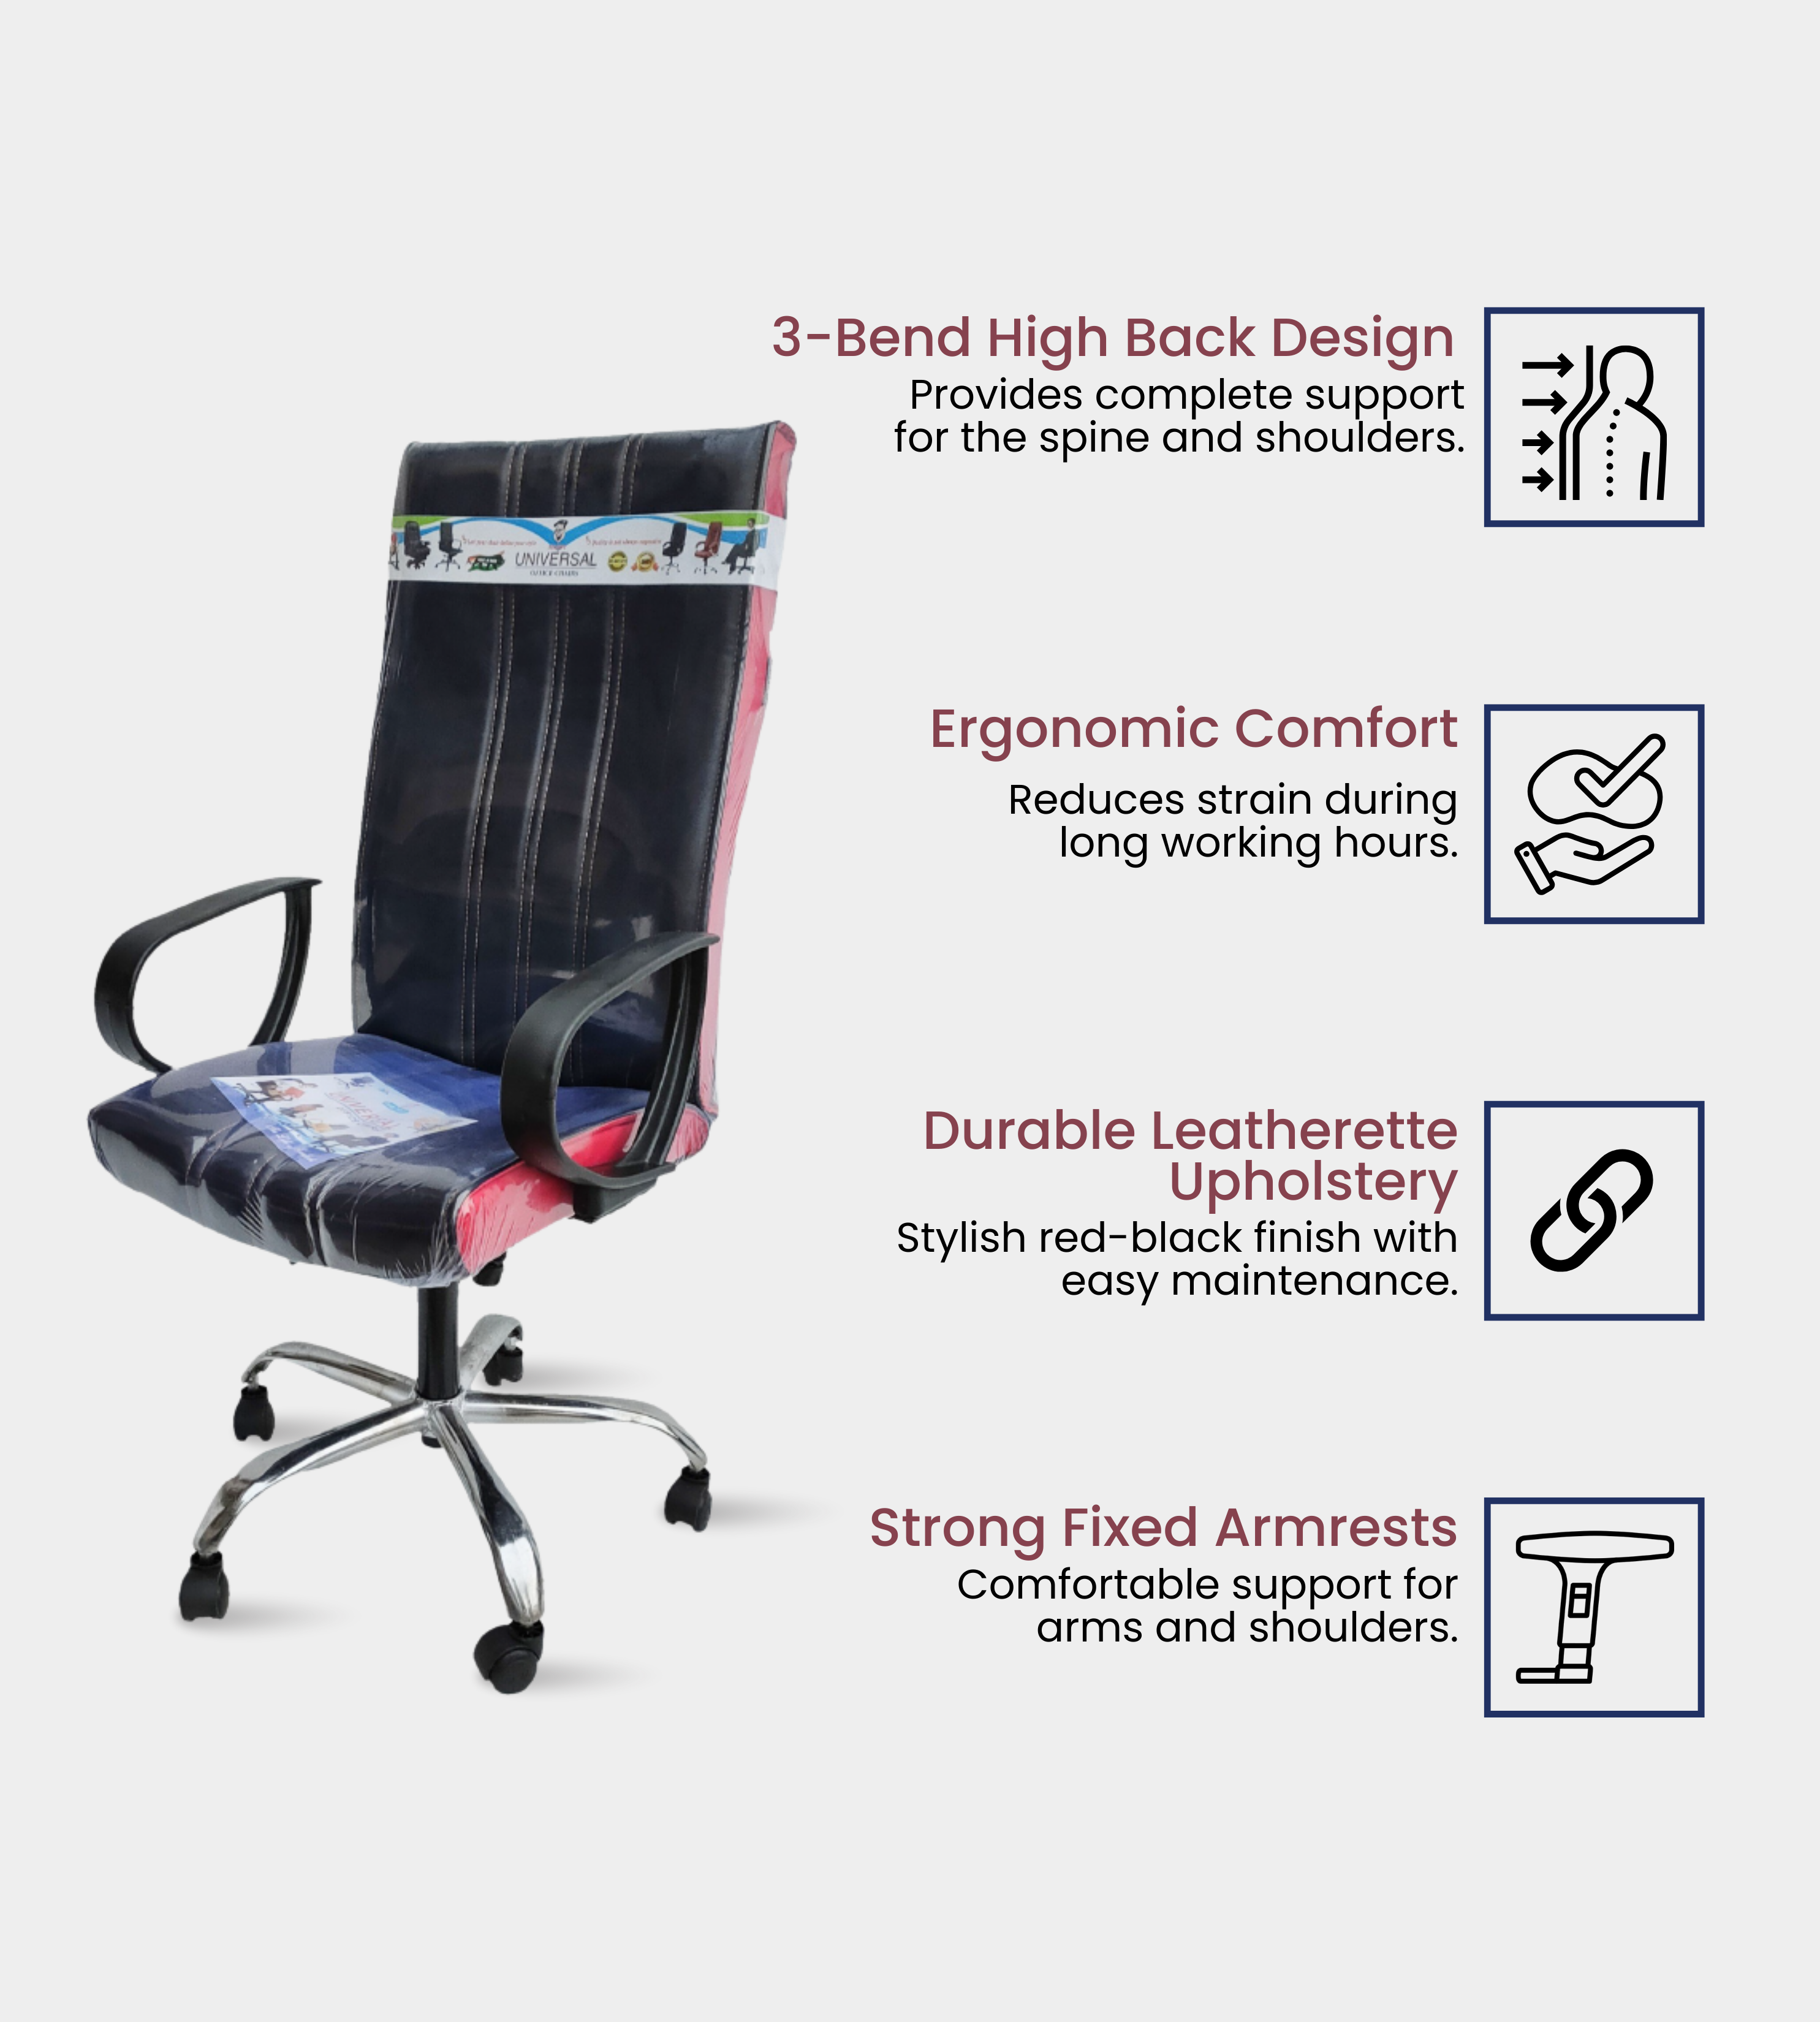 3-Bend High Back Design
Provides complete support
for the spine and shoulders.
UNIVERSAL
Ergonomic Comfort
Reduces strain during
long working hours.
Durable Leatherette
Upholstery
Stylish red-black finish with
easy maintenance.
UNIVERSAL
Strong Fixed Armrests
Comfortable support for
arms and shoulders.